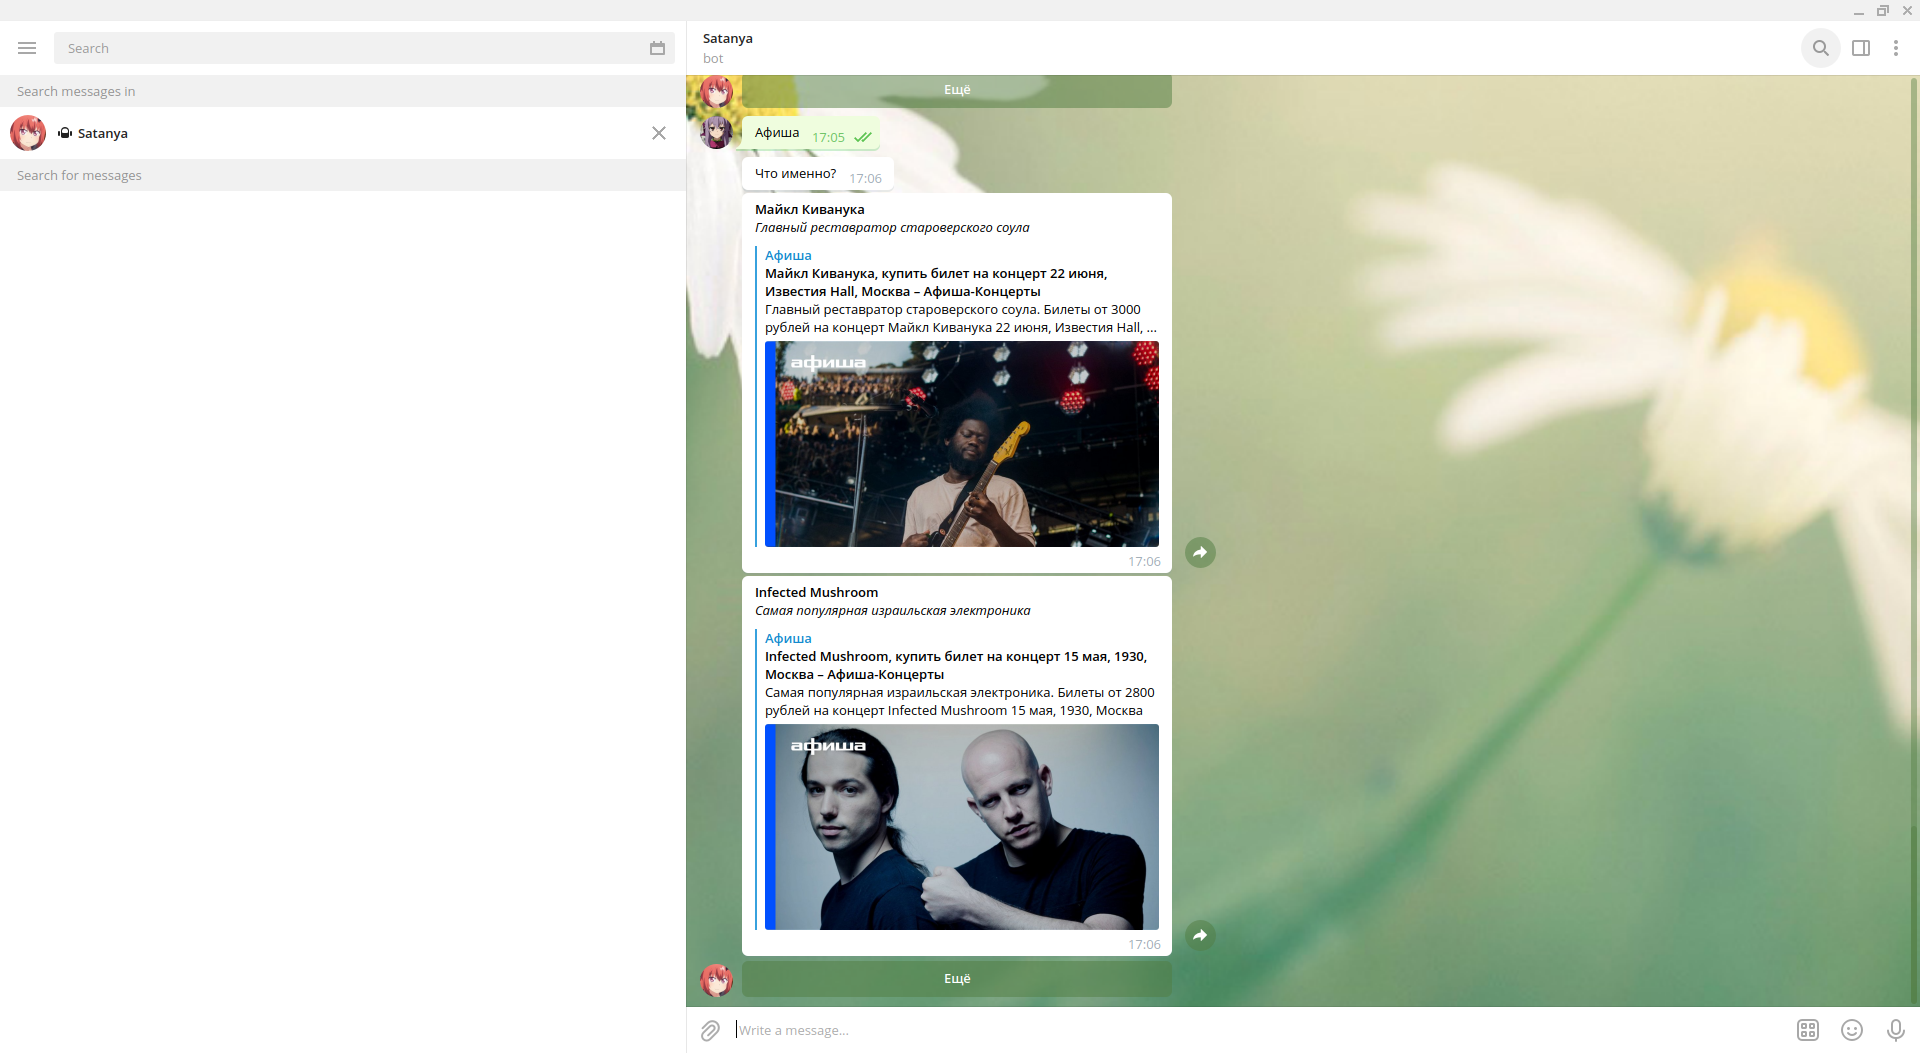 Search
Search messages in
Satanya
Search for messages
Satanya
bot
Ещё
Афиша 17:05
Что именно? 17:06
Майкл Киванука
Главный реставратор староверского соула
Афиша
Майкл Киванука, купить билет на концерт 22 июня,
Известия Hall, Москва – Афиша-Концерты
Главный реставратор староверского соула. Билеты от 3000
рублей на концерт Майкл Киванука 22 июня, Известия Hall, ...
афиша
17:06
Infected Mushroom
Самая популярная израильская электроника
Афиша
Infected Mushroom, купить билет на концерт 15 мая, 1930,
Москва – Афиша-Концерты
Самая популярная израильская электроника. Билеты от 2800
рублей на концерт Infected Mushroom 15 мая, 1930, Москва
афиша
17:06
Ещё
Write a message...